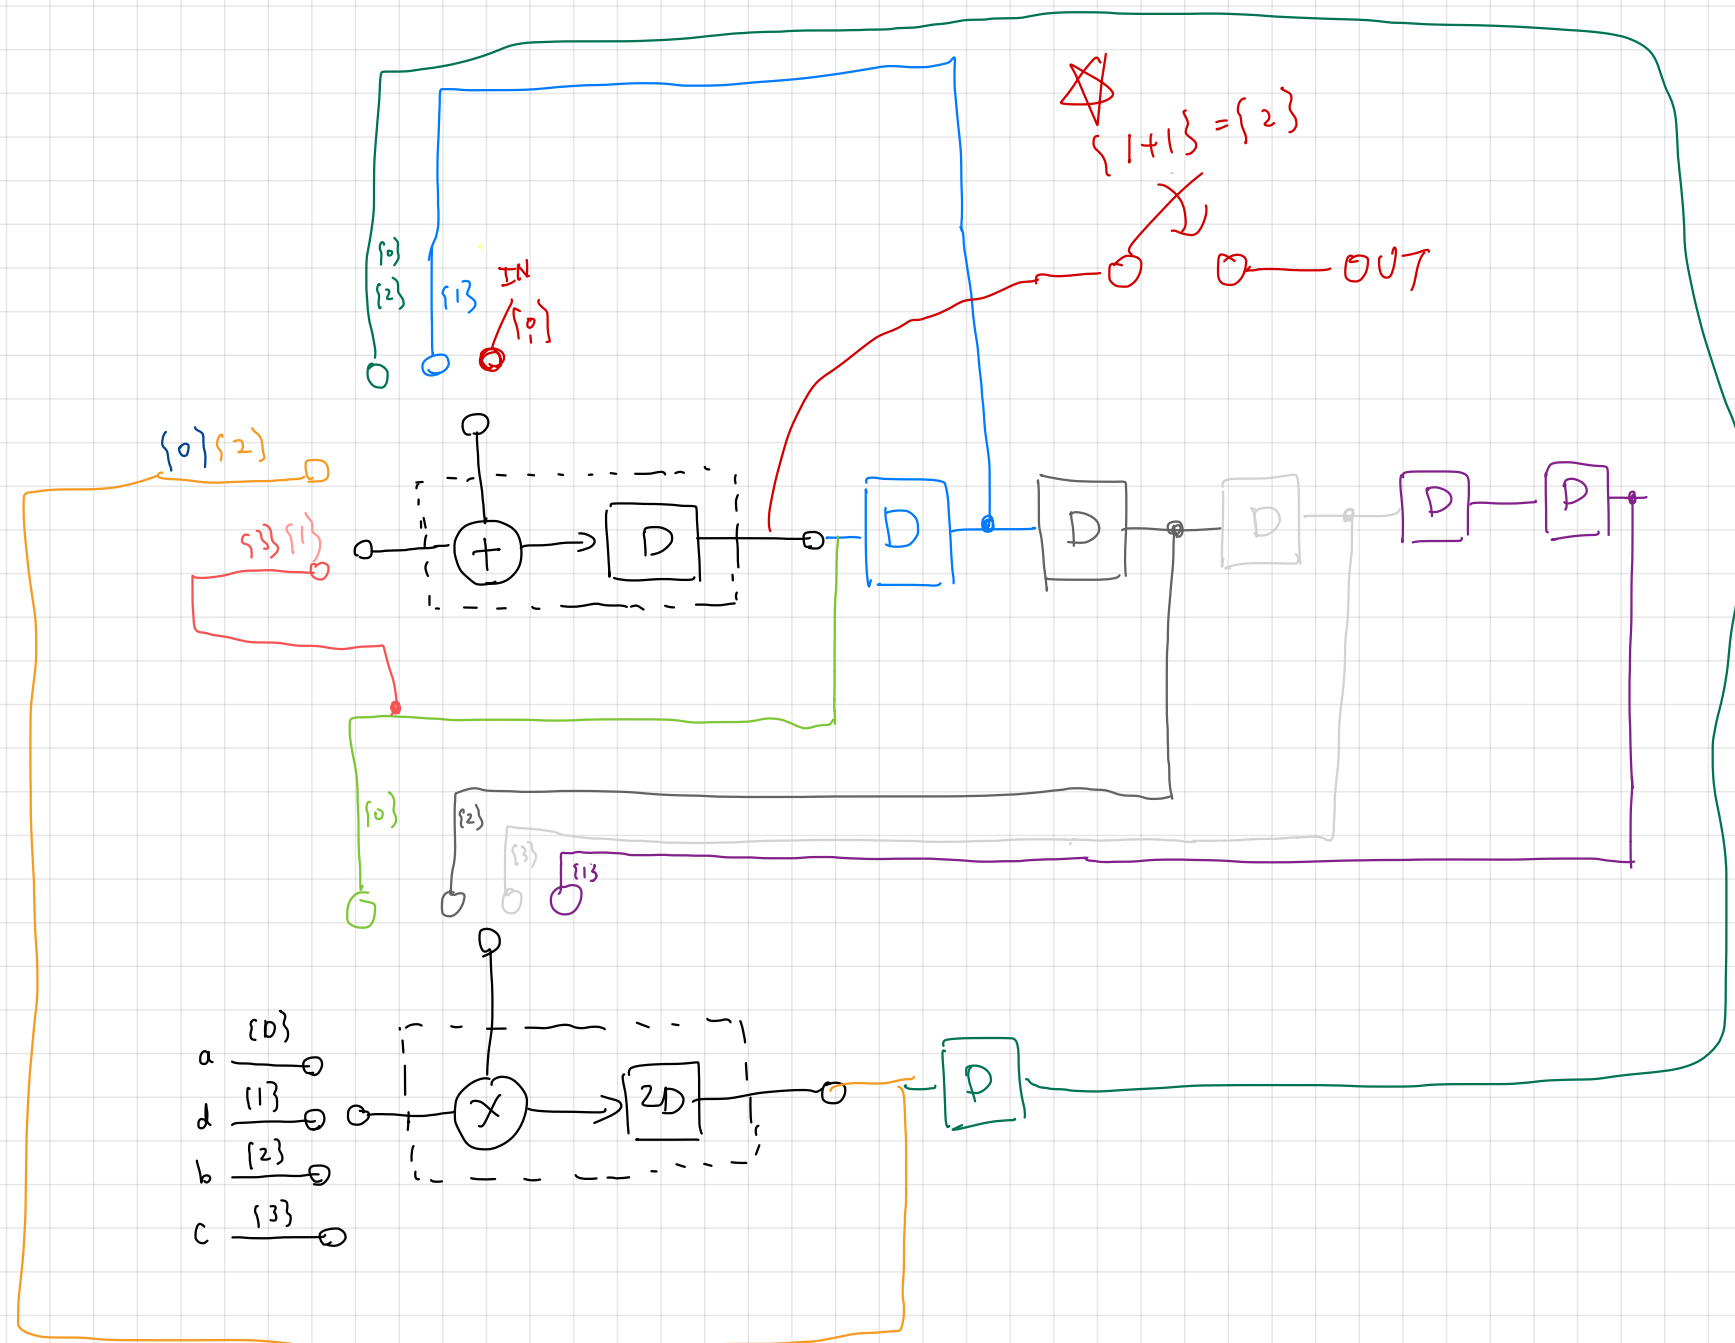 {1+1} = {2}
{0}
{2}
{1}
IN
{0}
OUT
{0}{2}
{3}{1}
+
D
D
D
D
D
D
{0}
{2}
{3}
{1}
{0}
a
{1}
d
{2}
b
{3}
c
X
2D
D